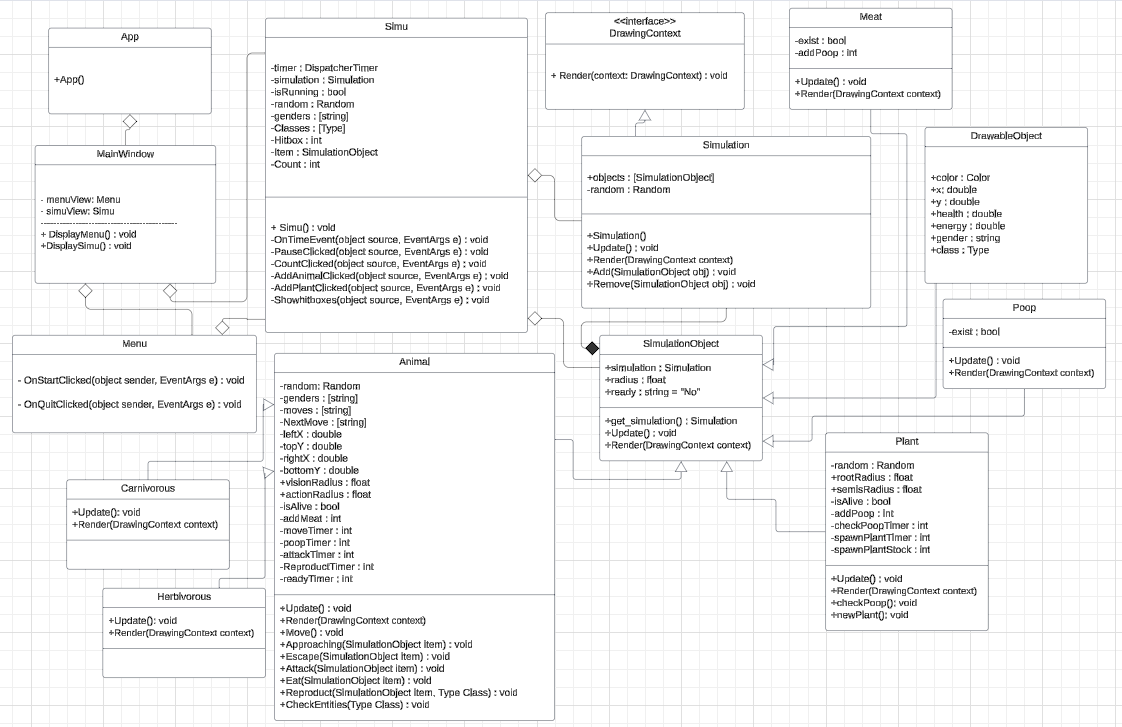 App
+App()
MainWindow
- menuView: Menu
- simuView: Simu
+ DisplayMenu() : void
+DisplaySimu() : void
Simu
-timer : DispatcherTimer
-simulation : Simulation
-isRunning : bool
-random : Random
-genders : [string]
-Classes : [Type]
-Hitbox : int
-Item : SimulationObject
-Count : int
+ Simu() : void
-OnTimeEvent(object source, EventArgs e) : void
-PauseClicked(object source, EventArgs e) : void
-CountClicked(object source, EventArgs e) : void
-AddAnimalClicked(object source, EventArgs e) : void
-AddPlantClicked(object source, EventArgs e) : void
-Showhitboxes(object source, EventArgs e) : void
<<interface>>
DrawingContext
+ Render(context: DrawingContext) : void
Meat
-exist : bool
-addPoop : int
+Update() : void
+Render(DrawingContext context)
Simulation
+objects : [SimulationObject]
-random : Random
+Simulation()
+Update() : void
+Render(DrawingContext context)
+Add(SimulationObject obj) : void
+Remove(SimulationObject obj) : void
DrawableObject
+color : Color
+x; double
+y : double
+health : double
+energy : double
+gender : string
+class : Type
Poop
-exist : bool
+Update() : void
+Render(DrawingContext context)
Menu
- OnStartClicked(object sender, EventArgs e) : void
- OnQuitClicked(object sender, EventArgs e) : void
Animal
-random: Random
-genders : [string]
-moves : [string]
-NextMove : [string]
-leftX : double
-topY : double
-rightX : double
-bottomY : double
+visionRadius : float
+actionRadius : float
-isAlive : bool
-addMeat : int
-moveTimer : int
-poopTimer : int
-attackTimer : int
-ReproductTimer : int
-readyTimer : int
+Update() : void
+Render(DrawingContext context)
+Move() : void
+Approaching(SimulationObject item) : void
+Escape(SimulationObject item) : void
+Attack(SimulationObject item) : void
+Eat(SimulationObject item) : void
+Reproduct(SimulationObject item, Type Class) : void
+CheckEntities(Type Class) : void
SimulationObject
+simulation : Simulation
+radius : float
+ready : string = "No"
+get_simulation() : Simulation
+Update() : void
+Render(DrawingContext context)
Plant
-random : Random
+rootRadius : float
+semisRadius : float
-isAlive : bool
-addPoop : int
-checkPoopTimer : int
-spawnPlantTimer : int
-spawnPlantStock : int
+Update() : void
+Render(DrawingContext context)
+checkPoop(): void
+newPlant(): void
Carnivorous
+Update(): void
+Render(DrawingContext context)
Herbivorous
+Update(): void
+Render(DrawingContext context)